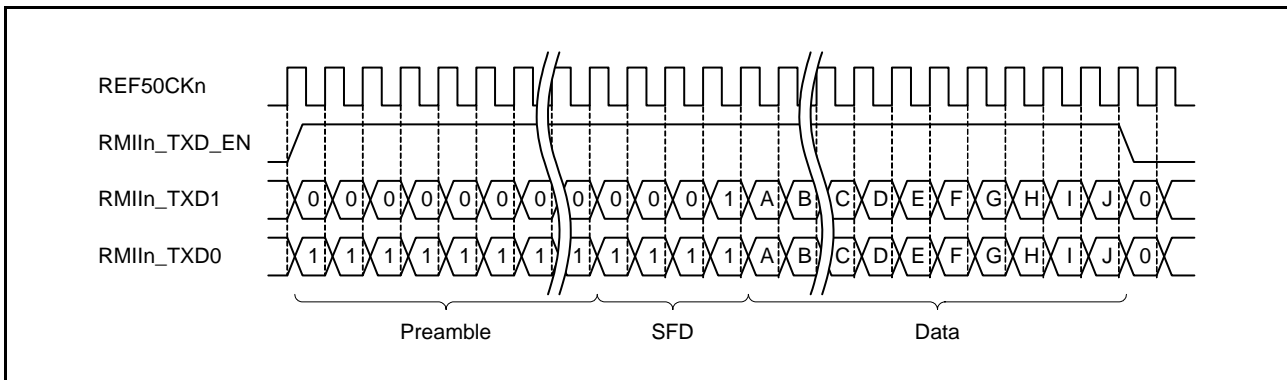 REF50CKn
RMIIn_TXD_EN
RMIIn_TXD1 0 0 0 0 0 0 0 0 0 0 0 1 A B C D E F G H I J 0
RMIIn_TXD0 1 1 1 1 1 1 1 1 1 1 1 1 A B C D E F G H I J 0
Preamble SFD Data